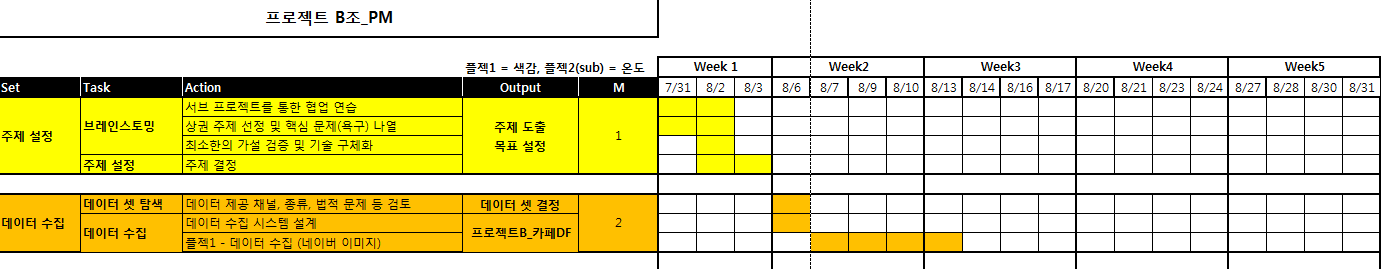 프로젝트 B조_PM
플젝1 = 색감, 플젝2(sub) = 온도 Week 1 Week2 Week3 Week4 Week5
Set Task Action Output M 7/31 8/2 8/3 8/6 8/7 8/9 8/10 8/13 8/14 8/16 8/17 8/20 8/21 8/23 8/24 8/27 8/28 8/30 8/31
주제 설정 브레인스토밍 서브 프로젝트를 통한 협업 연습 주제 도출 1
상권 주제 선정 및 핵심 문제(욕구) 나열 목표 설정
최소한의 가설 검증 및 기술 구체화
주제 설정 주제 결정
데이터 수집 데이터 셋 탐색 데이터 제공 채널, 종류, 법적 문제 등 검토 데이터 셋 결정 2
데이터 수집 데이터 수집 시스템 설계 프로젝트B_카페DF
플젝1 - 데이터 수집 (네이버 이미지)